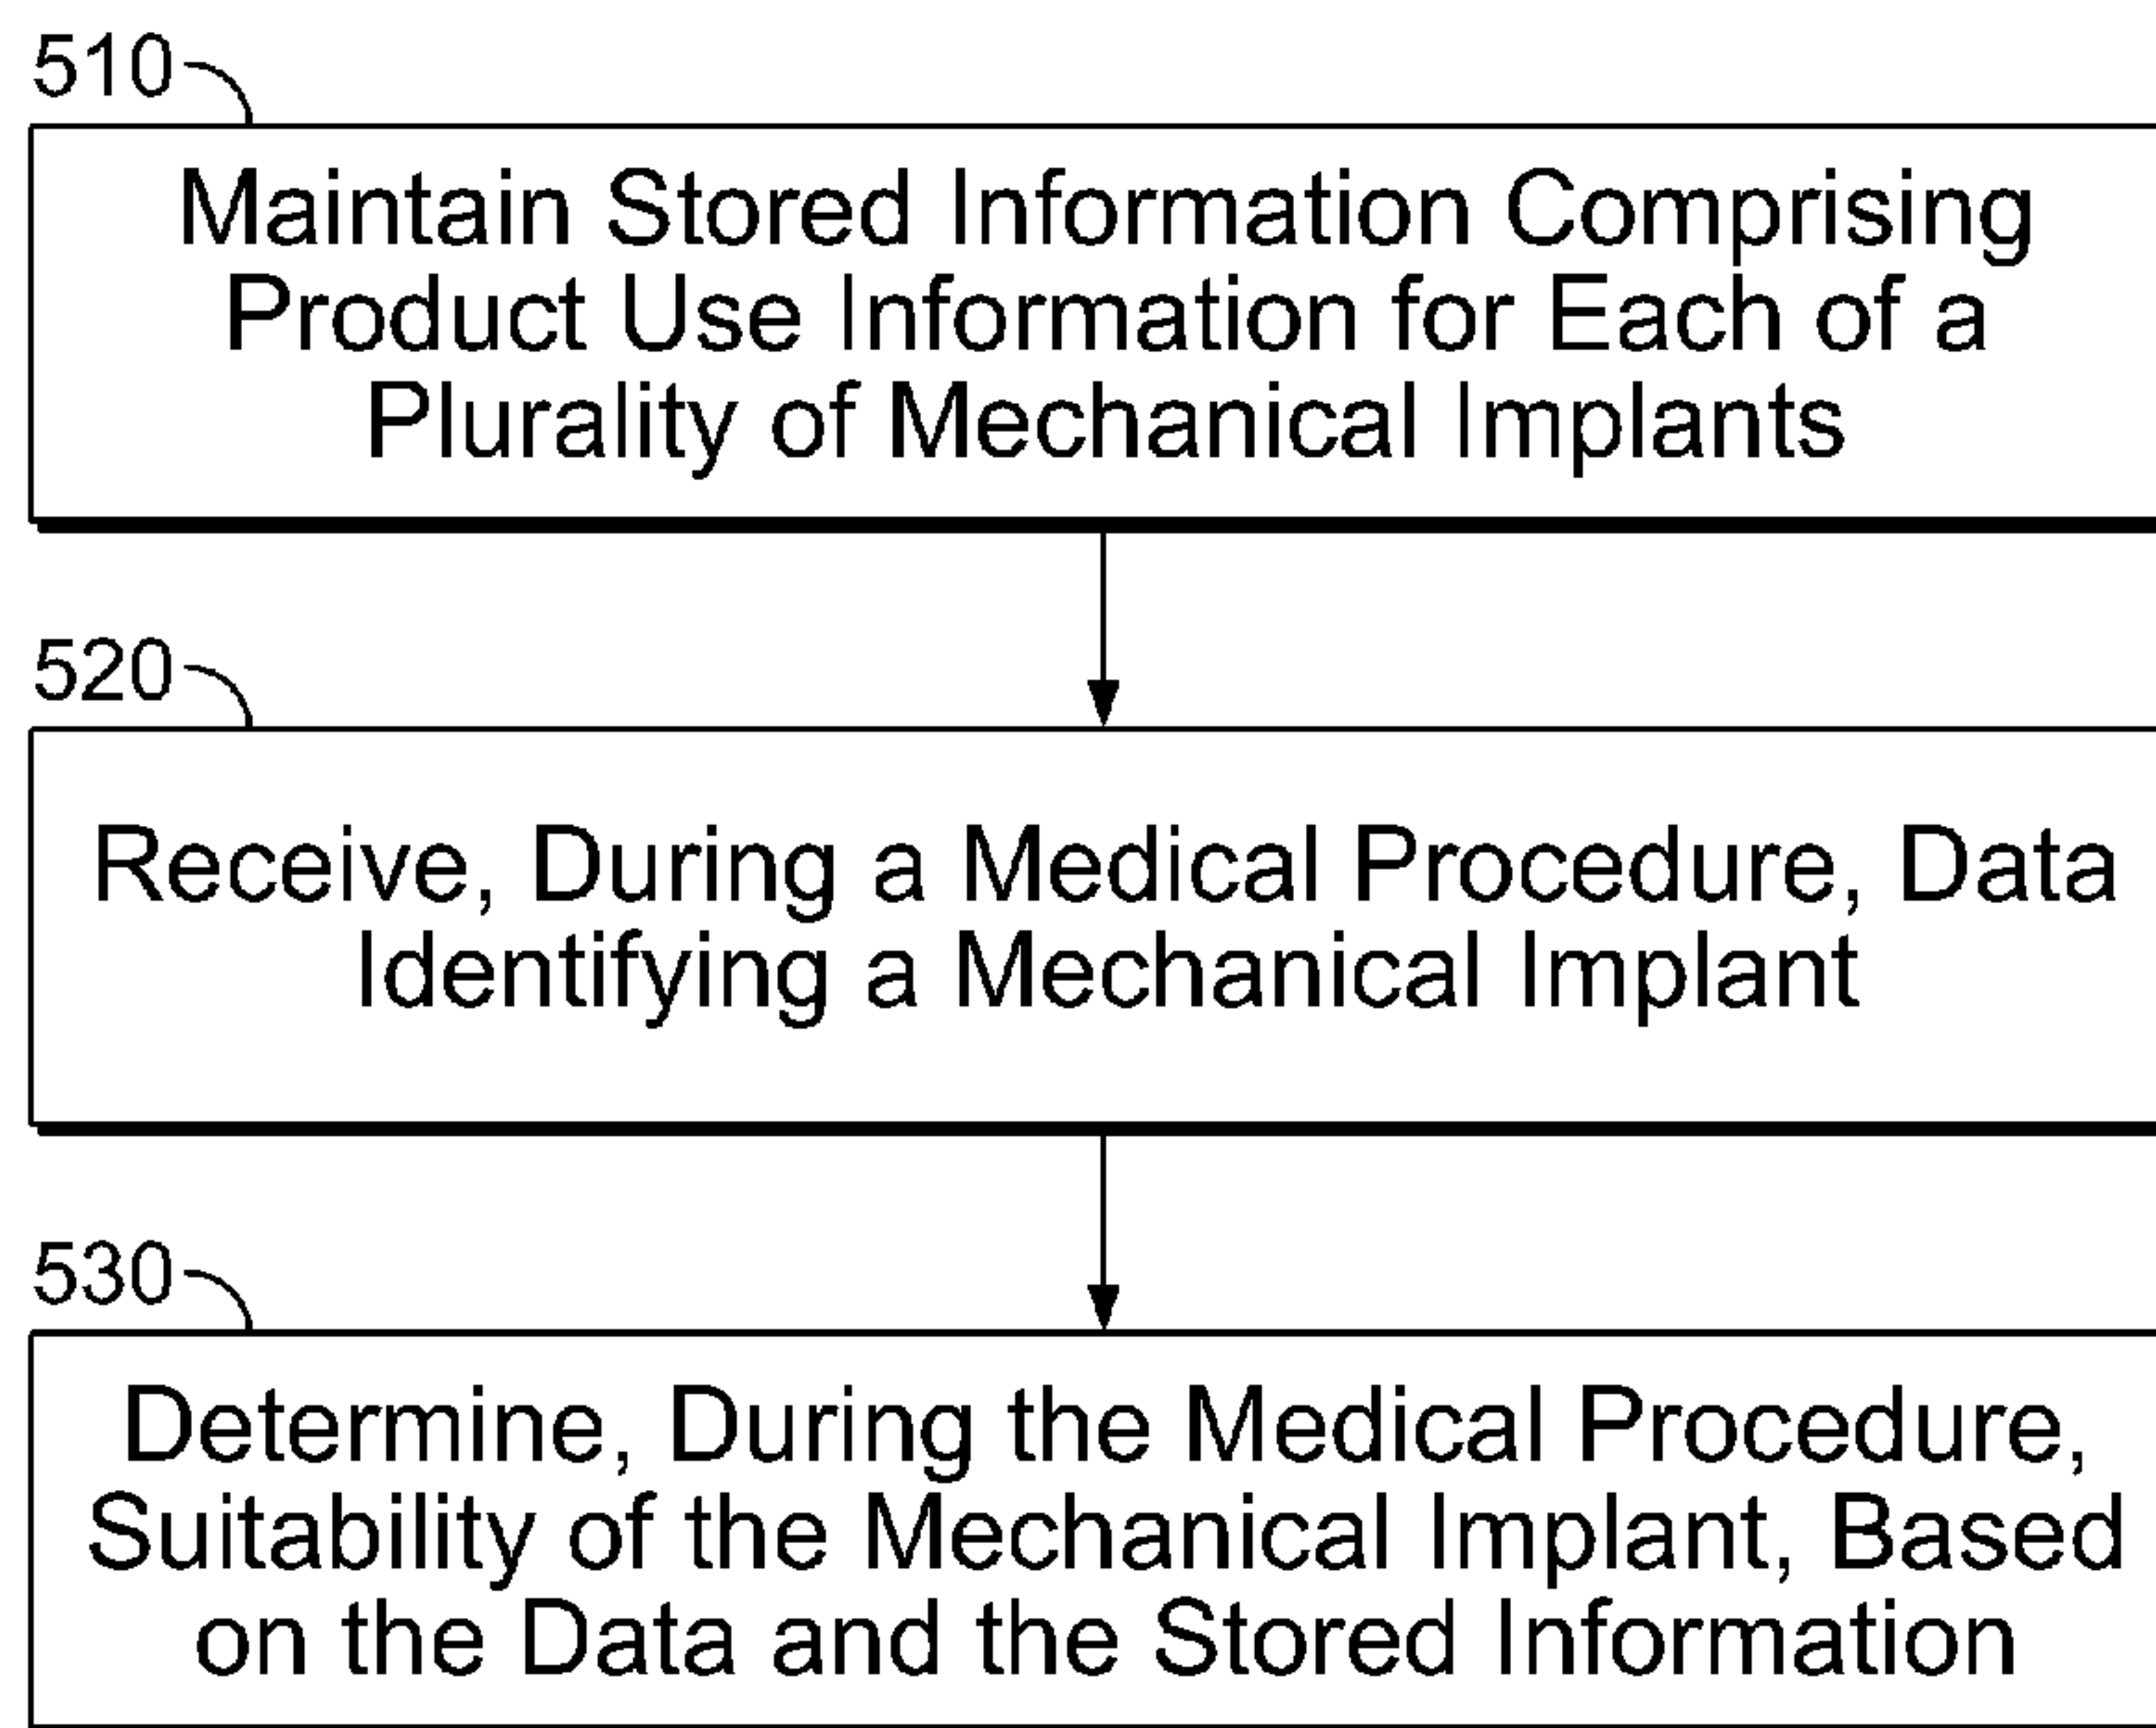 510
Maintain Stored Information Comprising
Product Use Information for Each of a
Plurality of Mechanical Implants
520
Receive, During a Medical Procedure, Data
Identifying a Mechanical Implant
530
Determine, During the Medical Procedure,
Suitability of the Mechanical Implant, Based
on the Data and the Stored Information